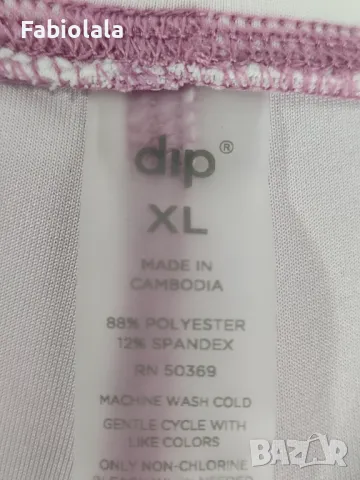 Fabiolala
dip®
XL
MADE IN
CAMBODIA
88% POLYESTER
12% SPANDEX
RN 50369
MACHINE WASH COLD
GENTLE CYCLE WITH
LIKE COLORS
ONLY NON-CHLORINE
bazar